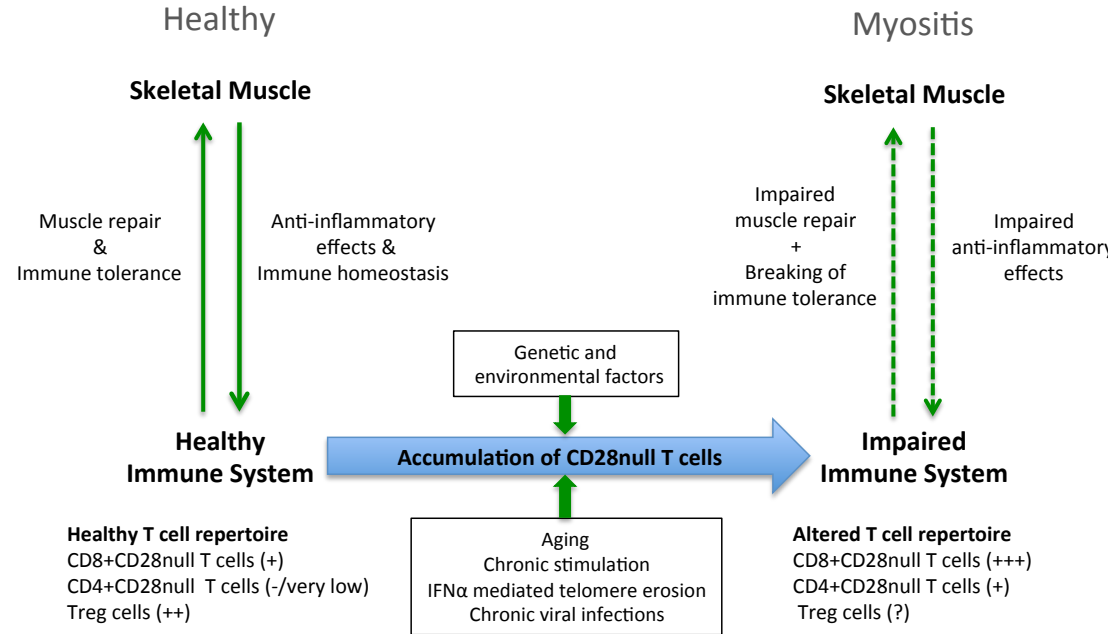 Healthy
Myositis
Skeletal Muscle
Skeletal Muscle
Muscle repair
&
Immune tolerance
Anti-inflammatory
effects &
Immune homeostasis
Impaired
muscle repair
+
Breaking of
immune tolerance
Impaired
anti-inflammatory
effects
Genetic and
environmental factors
Healthy
Immune System
Accumulation of CD28null T cells
Impaired
Immune System
Healthy T cell repertoire
CD8+CD28null T cells (+)
CD4+CD28null T cells (-/very low)
Treg cells (++)
Aging
Chronic stimulation
IFNα mediated telomere erosion
Chronic viral infections
Altered T cell repertoire
CD8+CD28null T cells (+++)
CD4+CD28null T cells (+)
Treg cells (?)